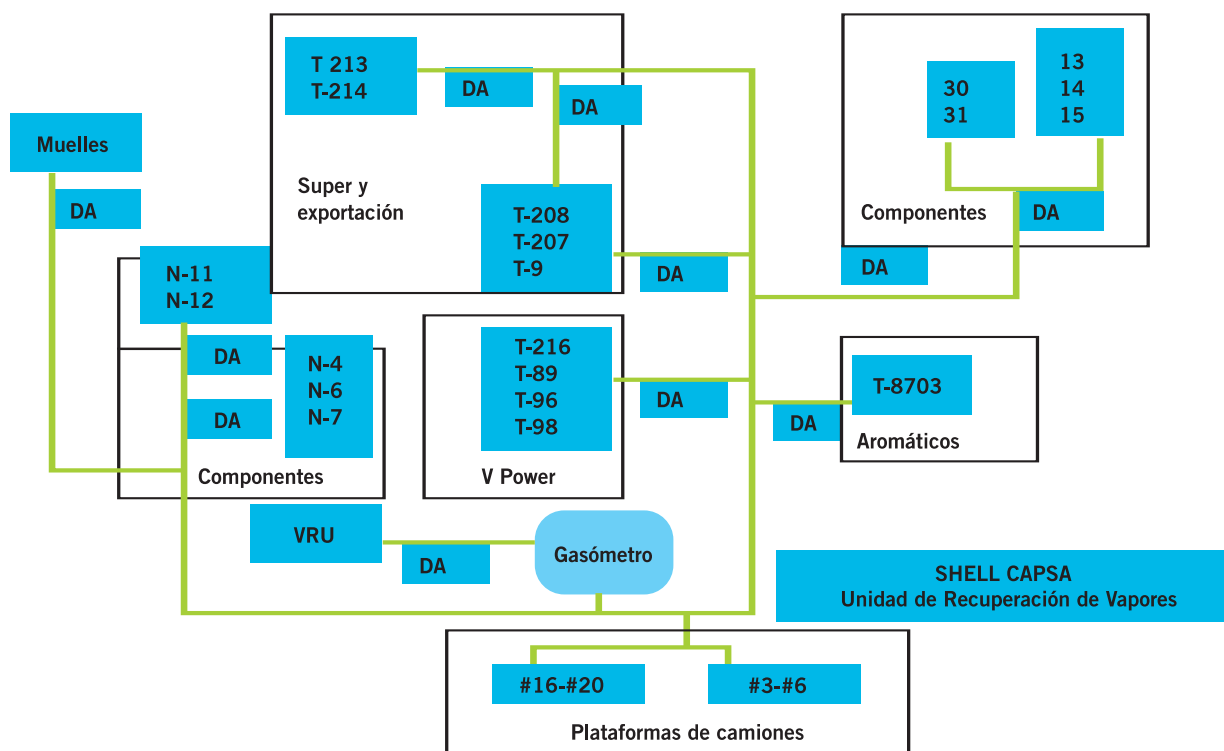 T 213
T-214
DA
DA
30
31
13
14
15
Muelles
DA
Super y
exportación
T-208
T-207
T-9
DA
Componentes
DA
DA
N-11
N-12
DA
N-4
N-6
N-7
DA
Componentes
T-216
T-89
T-96
T-98
DA
V Power
T-8703
DA
Aromáticos
VRU
DA
Gasómetro
SHELL CAPSA
Unidad de Recuperación de Vapores
#16-#20
#3-#6
Plataformas de camiones